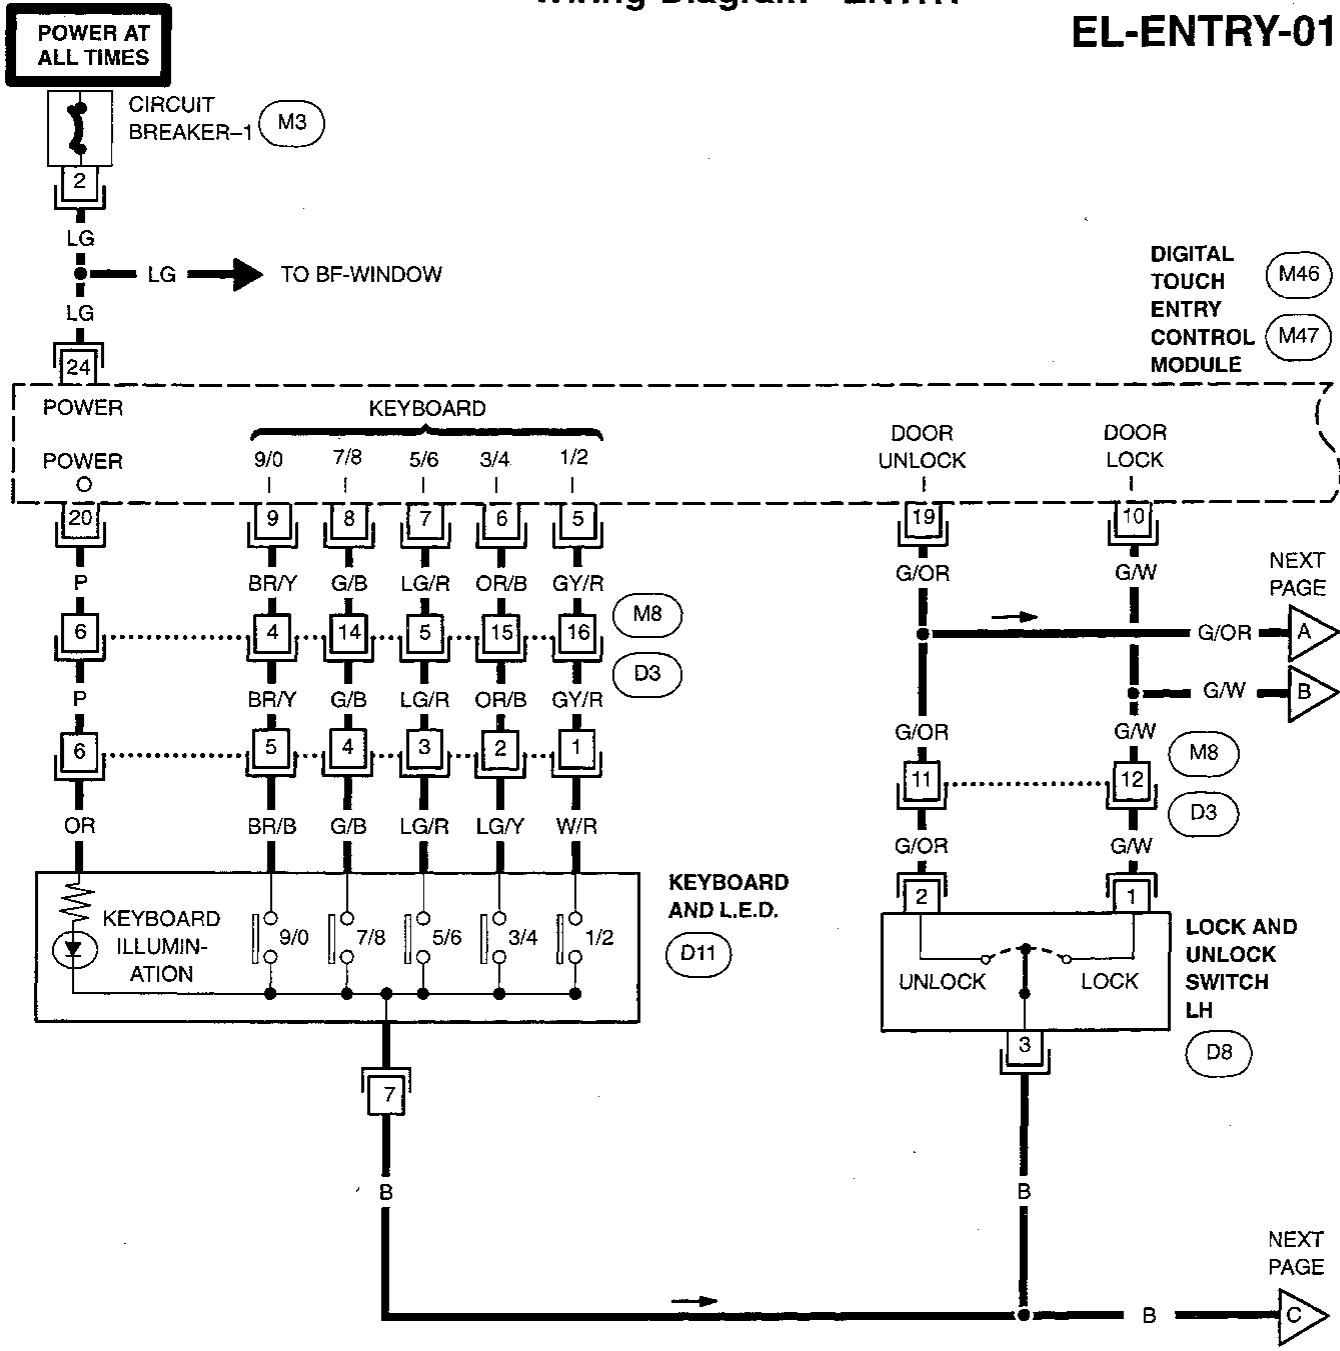 Wiring Diagram - ENTRY -
EL-ENTRY-01
POWER AT
ALL TIMES
CIRCUIT
BREAKER–1
M3
2
LG
LG
TO BF-WINDOW
LG
24
DIGITAL
TOUCH
ENTRY
CONTROL
MODULE
M46
M47
POWER
KEYBOARD
POWER
O
9/0 7/8 5/6 3/4 1/2
DOOR
UNLOCK
DOOR
LOCK
20 9 8 7 6 5 19 10
P BR/Y G/B LG/R OR/B GY/R G/OR G/W
NEXT
PAGE
6 4 14 5 15 16
M8
D3
G/OR A
G/W B
P BR/Y G/B LG/R OR/B GY/R
G/OR G/W
6 5 4 3 2 1
11 12
M8
D3
OR BR/B G/B LG/R LG/Y W/R
G/OR G/W
KEYBOARD
ILLUMIN-
ATION
9/0 7/8 5/6 3/4 1/2
KEYBOARD
AND L.E.D.
D11
2 1
UNLOCK LOCK
LOCK AND
UNLOCK
SWITCH
LH
D8
3
7
B
B
NEXT
PAGE
B C